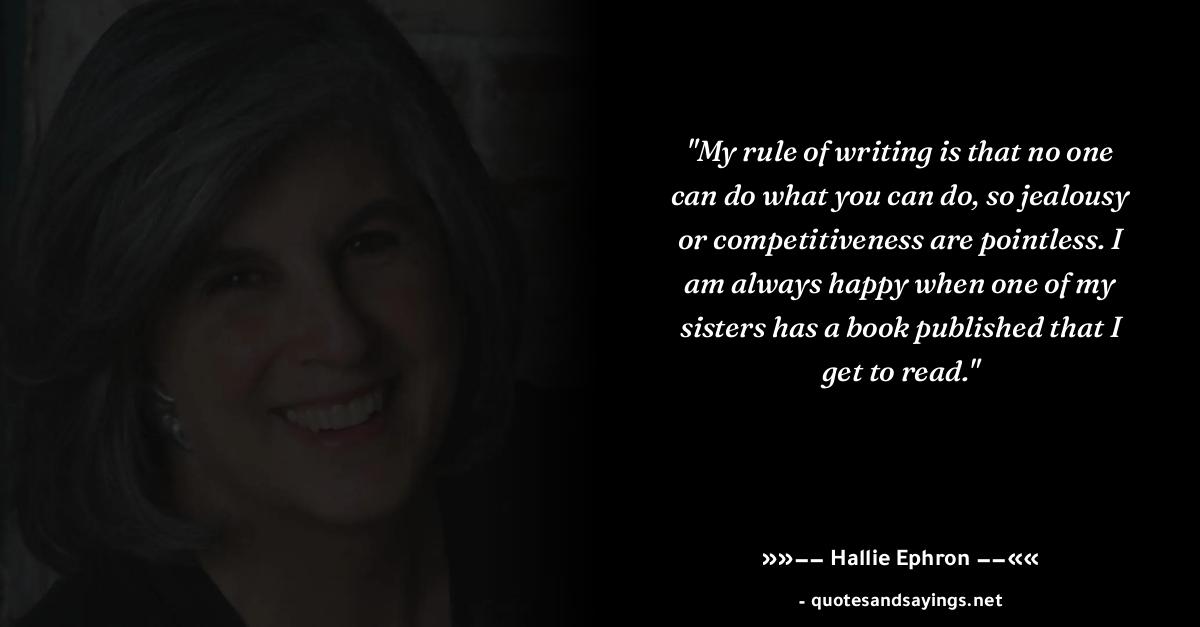 "My rule of writing is that no one
can do what you can do, so jealousy
or competitiveness are pointless. I
am always happy when one of my
sisters has a book published that I
get to read."
»»−− Hallie Ephron −−««
- quotesandsayings.net